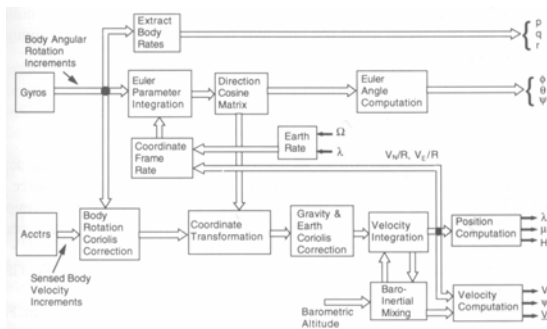 Body Angular
Rotation
Increments
Extract
Body
Rates
p
q
r
Gyros
Euler
Parameter
Integration
Direction
Cosine
Matrix
Euler
Angle
Computation
ϕ
θ
ψ
Coordinate
Frame
Rate
Earth
Rate
Ω
λ
V_N/R, V_E/R
Acctrs
Body
Rotation
Coriolis
Correction
Coordinate
Transformation
Gravity &
Earth
Coriolis
Correction
Velocity
Integration
Position
Computation
λ
μ
H
Sensed Body
Velocity
Increments
Barometric
Altitude
Baro-
Inertial
Mixing
Velocity
Computation
V
ψ
V